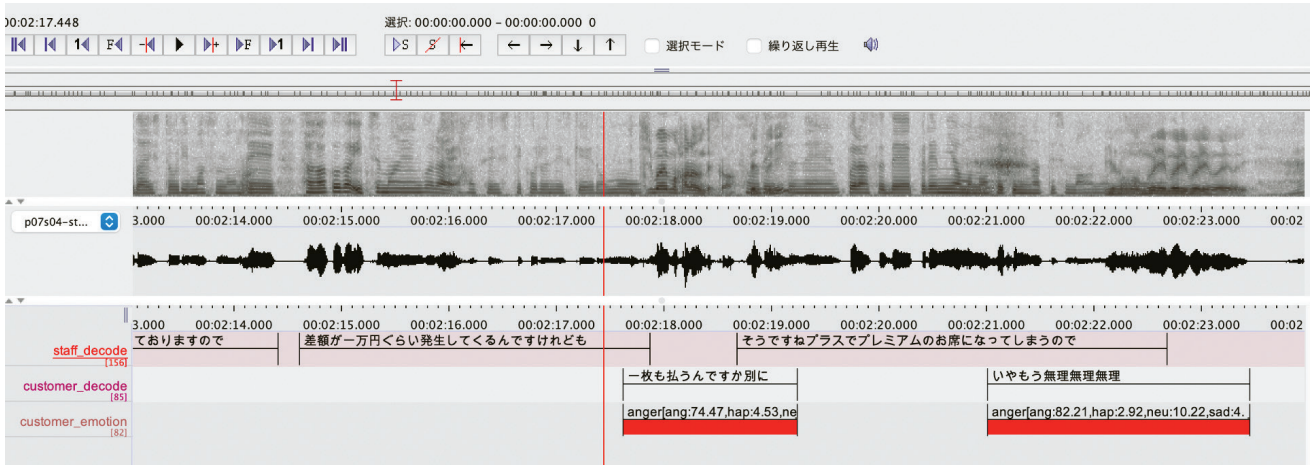 00:02:17.448 選択: 00:00:00.000 – 00:00:00.000 0
1 F F 1 S S 選択モード 繰り返し再生
p07s04-st... 3.000 00:02:14.000 00:02:15.000 00:02:16.000 00:02:17.000 00:02:18.000 00:02:19.000 00:02:20.000 00:02:21.000 00:02:22.000 00:02:23.000 00:02
3.000 00:02:14.000 00:02:15.000 00:02:16.000 00:02:17.000 00:02:18.000 00:02:19.000 00:02:20.000 00:02:21.000 00:02:22.000 00:02:23.000 00:02
staff_decode ておりますので 差額が一万円ぐらい発生してくるんですけれども そうですねプラスでプレミアムのお席になってしまうので
[156]
customer_decode 一枚も払うんですか別に いやもう無理無理無理
[85]
customer_emotion anger[ang:74.47,hap:4.53,ne anger[ang:82.21,hap:2.92,neu:10.22,sad:4.
[82]